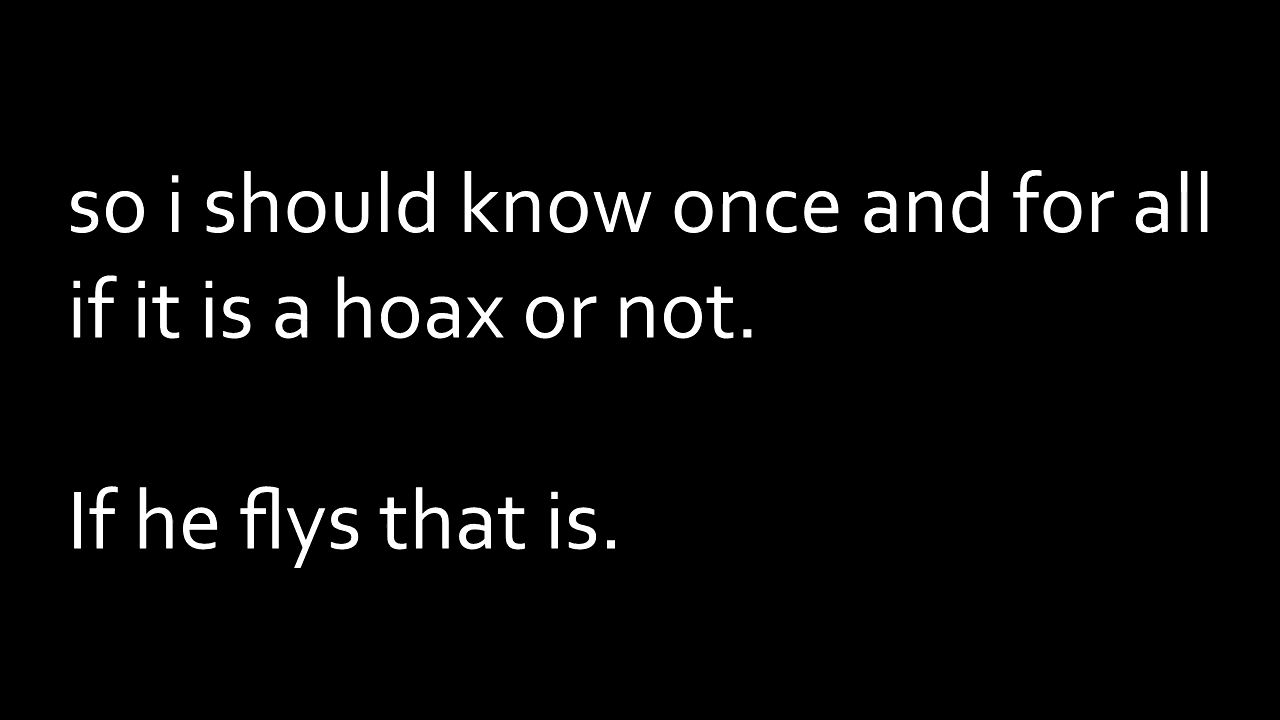 so i should know once and for all
if it is a hoax or not.
If he flys that is.